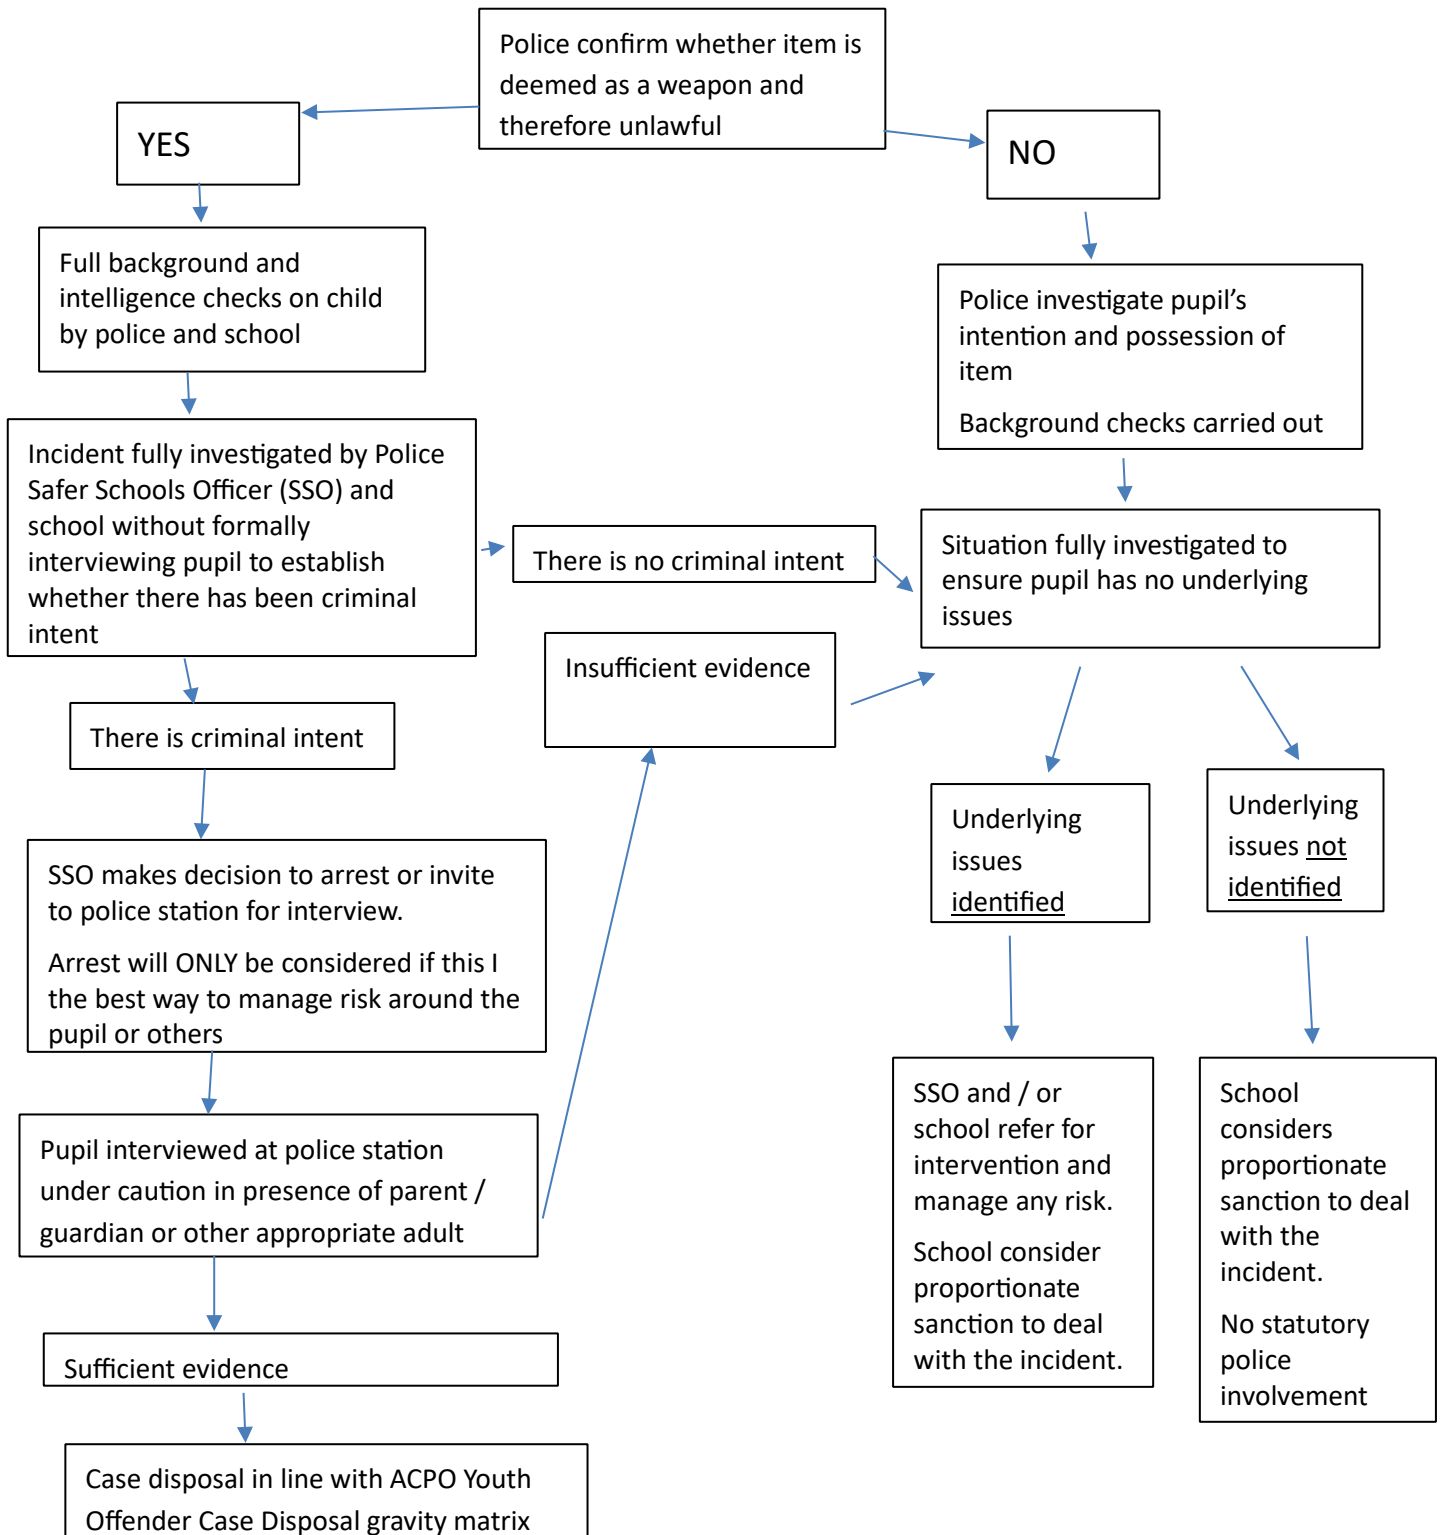 Police confirm whether item is
deemed as a weapon and
therefore unlawful
YES
NO
Full background and
intelligence checks on child
by police and school
Police investigate pupil’s
intention and possession of
item
Background checks carried out
Incident fully investigated by Police
Safer Schools Officer (SSO) and
school without formally
interviewing pupil to establish
whether there has been criminal
intent
There is no criminal intent
Situation fully investigated to
ensure pupil has no underlying
issues
Insufficient evidence
There is criminal intent
Underlying
issues
identified
Underlying
issues not
identified
SSO makes decision to arrest or invite
to police station for interview.
Arrest will ONLY be considered if this I
the best way to manage risk around the
pupil or others
Pupil interviewed at police station
under caution in presence of parent /
guardian or other appropriate adult
SSO and / or
school refer for
intervention and
manage any risk.
School consider
proportionate
sanction to deal
with the incident.
School
considers
proportionate
sanction to deal
with the
incident.
No statutory
police
involvement
Sufficient evidence
Case disposal in line with ACPO Youth
Offender Case Disposal gravity matrix